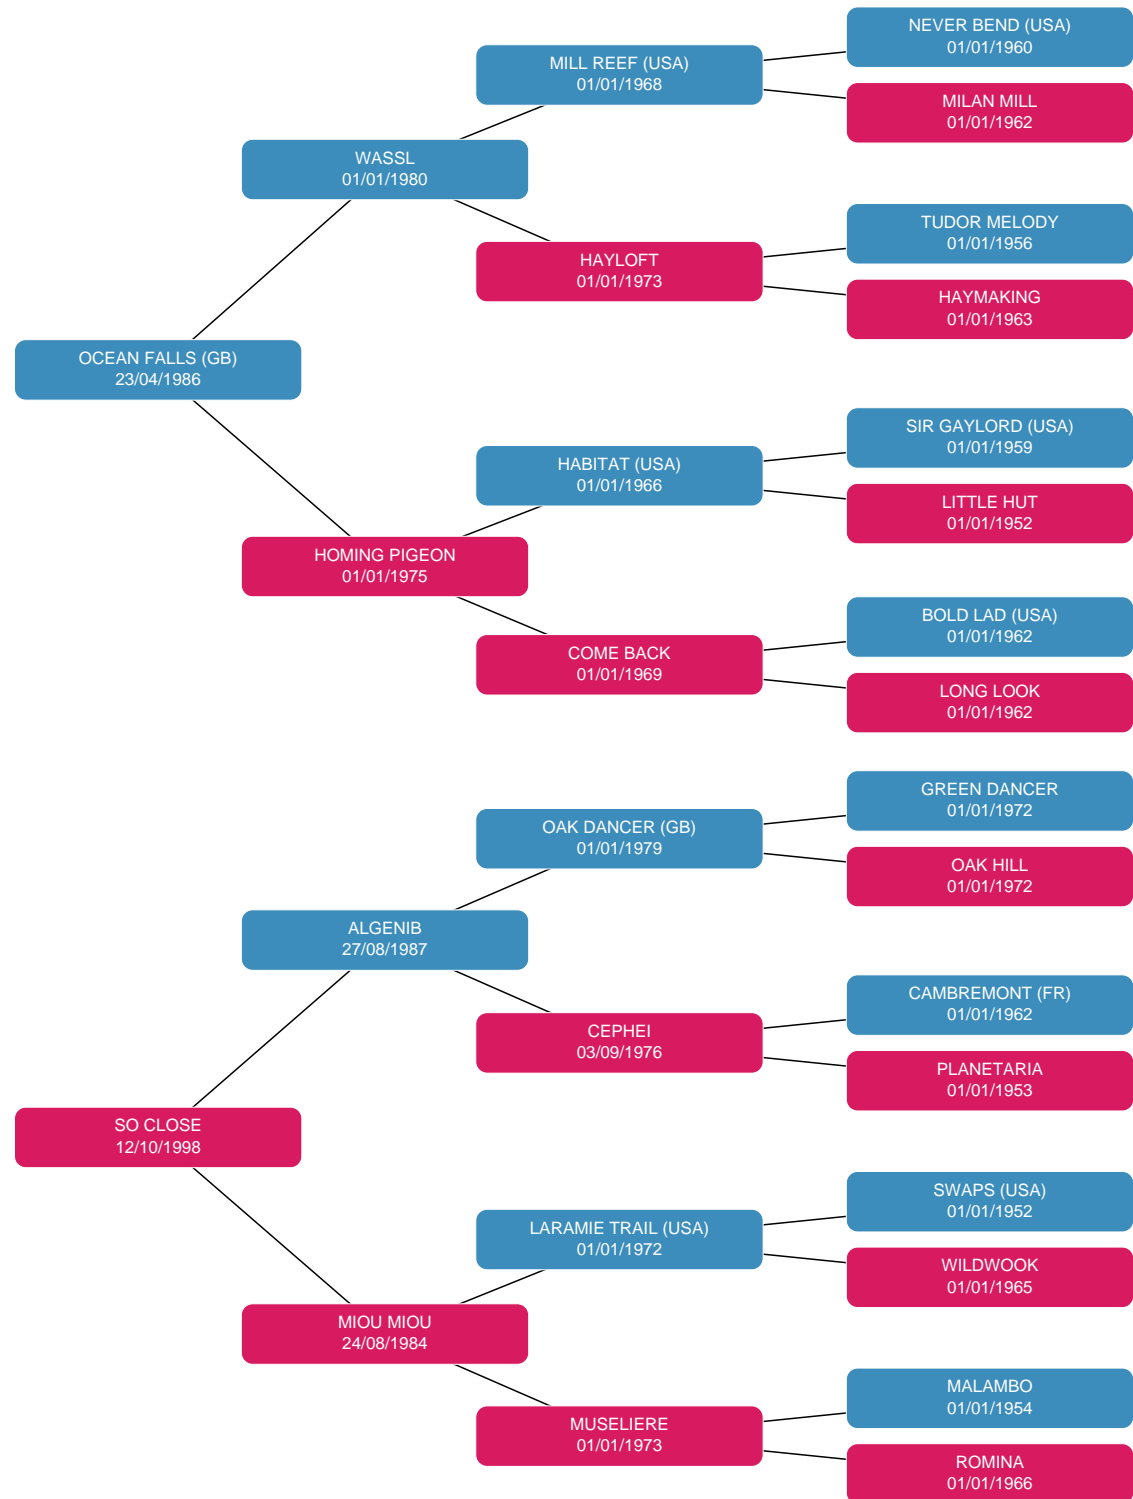 NEVER BEND (USA)
01/01/1960
MILL REEF (USA)
01/01/1968
MILAN MILL
01/01/1962
WASSL
01/01/1980
TUDOR MELODY
01/01/1956
HAYLOFT
01/01/1973
HAYMAKING
01/01/1963
OCEAN FALLS (GB)
23/04/1986
SIR GAYLORD (USA)
01/01/1959
HABITAT (USA)
01/01/1966
LITTLE HUT
01/01/1952
HOMING PIGEON
01/01/1975
BOLD LAD (USA)
01/01/1962
COME BACK
01/01/1969
LONG LOOK
01/01/1962
GREEN DANCER
01/01/1972
OAK DANCER (GB)
01/01/1979
OAK HILL
01/01/1972
ALGENIB
27/08/1987
CAMBREMONT (FR)
01/01/1962
CEPHEI
03/09/1976
PLANETARIA
01/01/1953
SO CLOSE
12/10/1998
SWAPS (USA)
01/01/1952
LARAMIE TRAIL (USA)
01/01/1972
WILDWOOK
01/01/1965
MIOU MIOU
24/08/1984
MALAMBO
01/01/1954
MUSELIERE
01/01/1973
ROMINA
01/01/1966